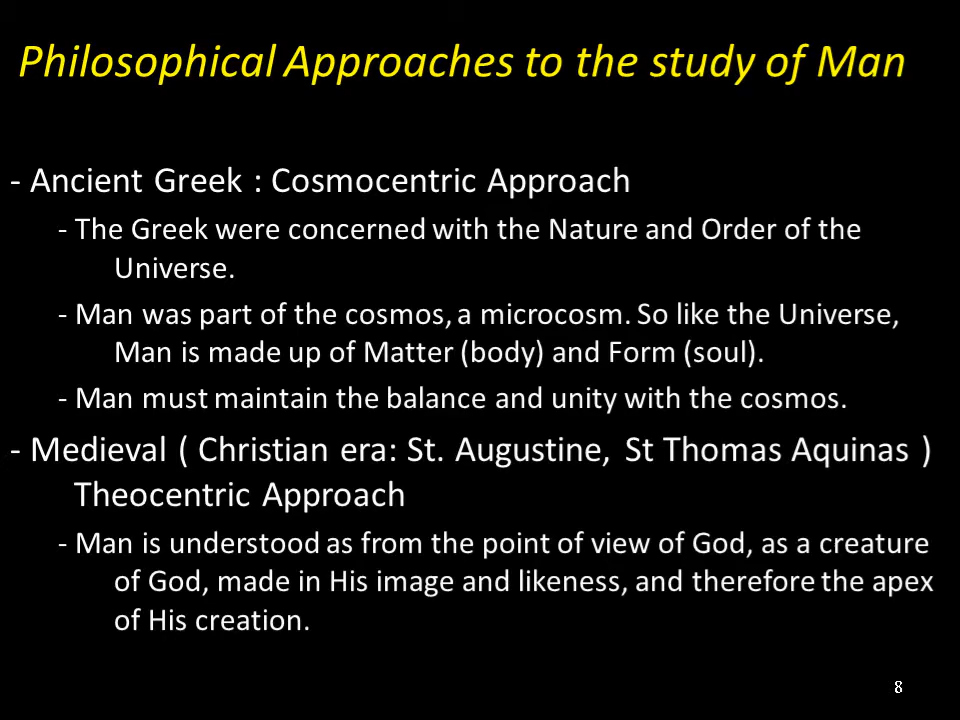 Philosophical Approaches to the study of Man
- Ancient Greek : Cosmocentric Approach
- The Greek were concerned with the Nature and Order of the
Universe.
- Man was part of the cosmos, a microcosm. So like the Universe,
Man is made up of Matter (body) and Form (soul).
- Man must maintain the balance and unity with the cosmos.
- Medieval ( Christian era: St. Augustine, St Thomas Aquinas )
Theocentric Approach
- Man is understood as from the point of view of God, as a creature
of God, made in His image and likeness, and therefore the apex
of His creation.
8